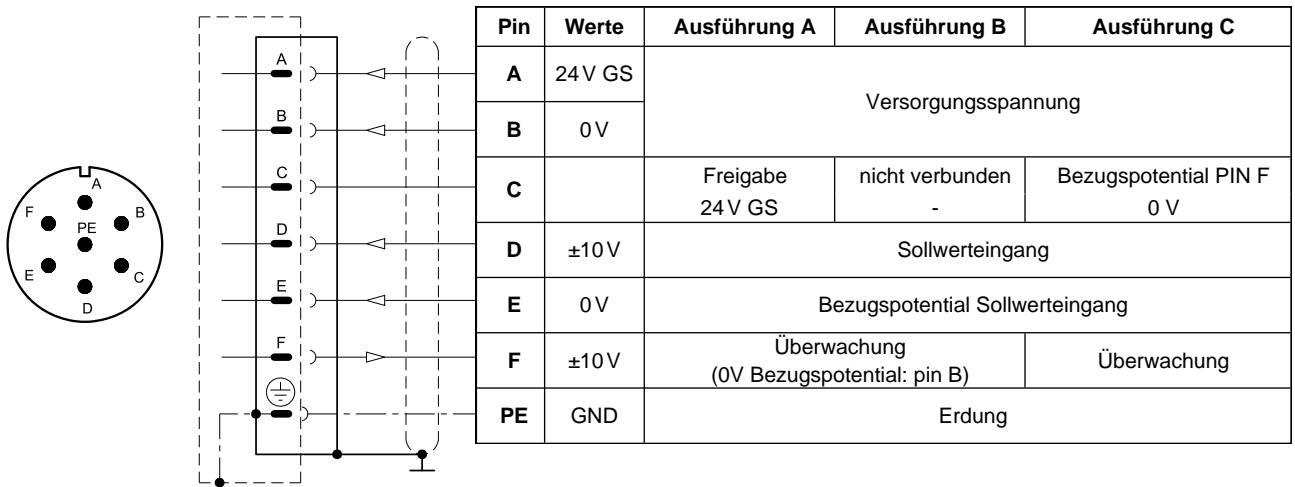 A
B
C
D
E
F
PE
A
B
C
D
E
F
Pin Werte Ausführung A Ausführung B Ausführung C
A 24 V GS Versorgungsspannung
B 0 V
C Freigabe nicht verbunden Bezugspotential PIN F
24 V GS - 0 V
D ±10 V Sollwerteingang
E 0 V Bezugspotential Sollwerteingang
F ±10 V Überwachung Überwachung
(0V Bezugspotential: pin B)
PE GND Erdung